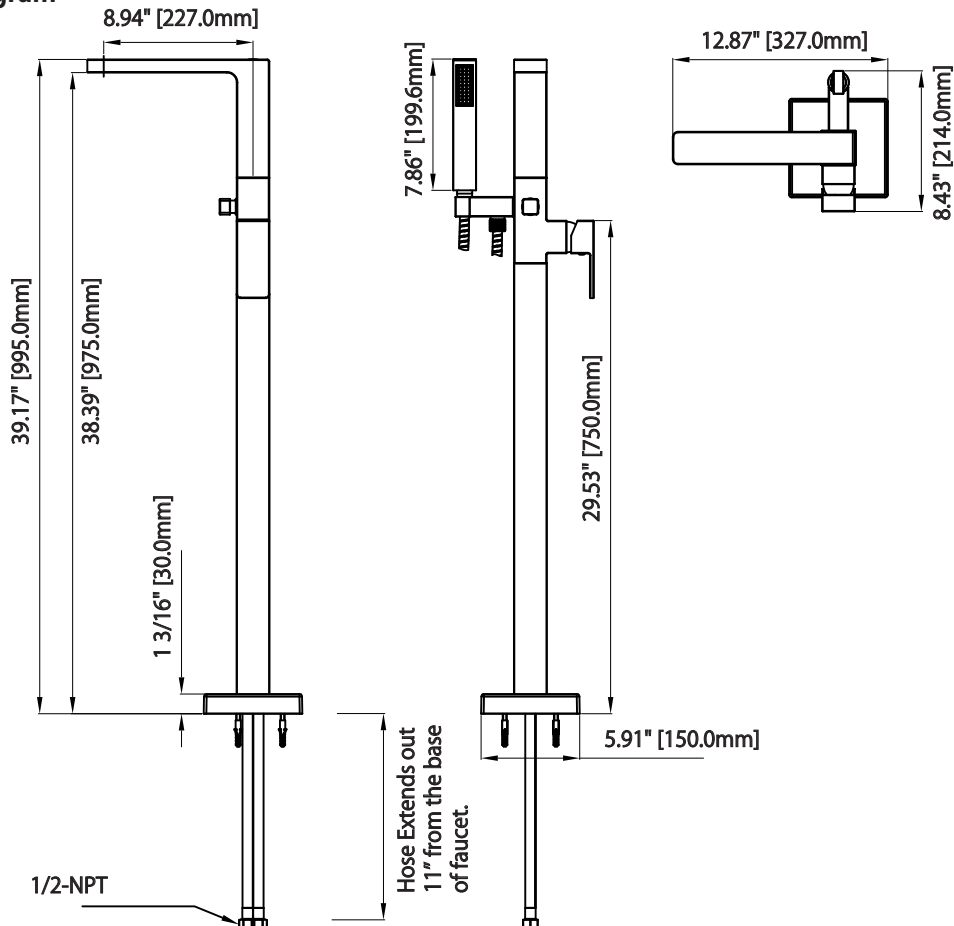 8.94" [227.0mm]
12.87" [327.0mm]
7.86" [199.6mm]
8.43" [214.0mm]
39.17" [995.0mm]
38.39" [975.0mm]
29.53" [750.0mm]
1 3/16" [30.0mm]
5.91" [150.0mm]
Hose Extends out
11” from the base
of faucet.
1/2-NPT